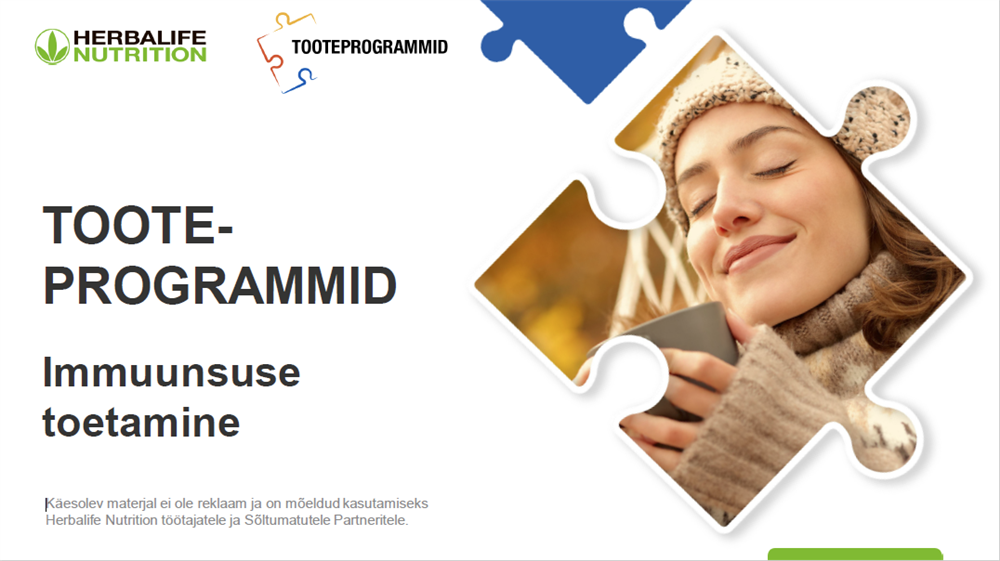 HERBALIFE
NUTRITION
TOOTEPROGRAMMID
TOOTE-
PROGRAMMID
Immuunsuse
toetamine
Käesolev materjal ei ole reklaam ja on mõeldud kasutamiseks
Herbalife Nutrition töötajatele ja Sõltumatutele Partneritele.